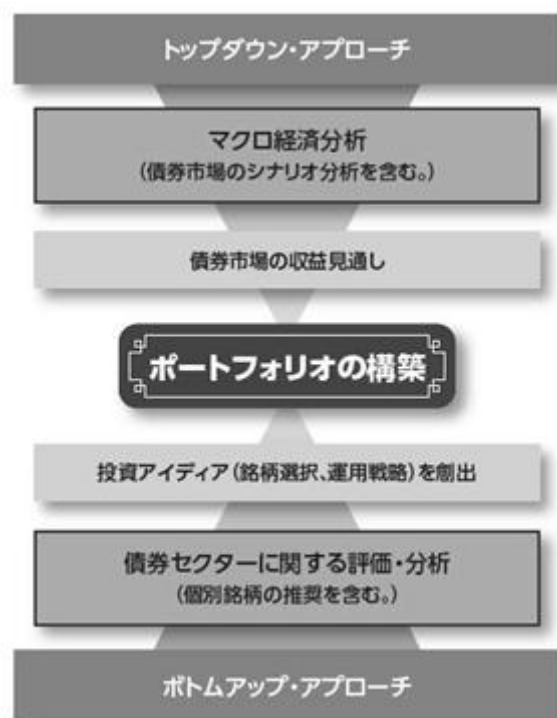 トップダウン・アプローチ
マクロ経済分析
(債券市場のシナリオ分析を含む。)
債券市場の収益見通し
ポートフォリオの構築
投資アイディア(銘柄選択、運用戦略)を創出
債券セクターに関する評価・分析
(個別銘柄の推奨を含む。)
ボトムアップ・アプローチ